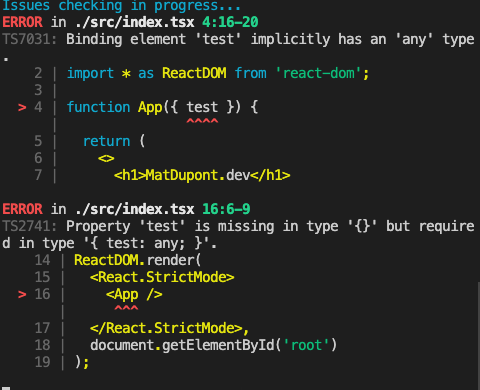 Issues checking in progress...
ERROR in ./src/index.tsx 4:16-20
TS7031: Binding element 'test' implicitly has an 'any' type
.
    2 | import * as ReactDOM from 'react-dom';
    3 |
  > 4 | function App({ test }) {
      |                ^^^^
    5 |   return (
    6 |     <>
    7 |       <h1>MatDupont.dev</h1>
ERROR in ./src/index.tsx 16:6-9
TS2741: Property 'test' is missing in type '{}' but require
d in type '{ test: any; }'.
    14 | ReactDOM.render(
    15 |   <React.StrictMode>
  > 16 |     <App />
       |      ^^^
    17 |   </React.StrictMode>,
    18 |   document.getElementById('root')
    19 | );